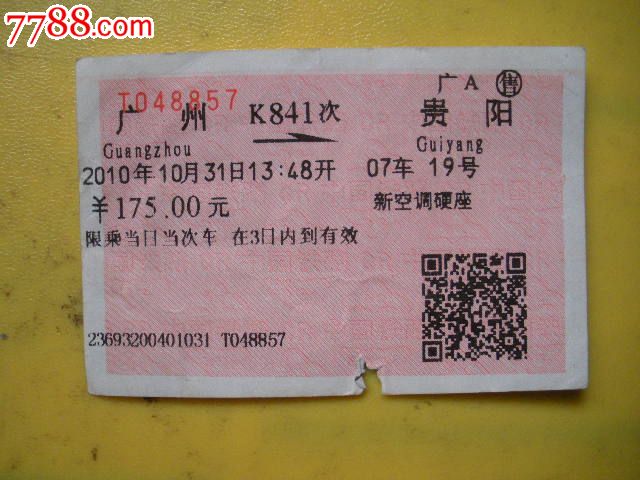 7788.com
T048857
广A 售
广 州 K841次 贵 阳
Guangzhou Guiyang
2010年10月31日13:48开 07车 19号
￥175.00元 新空调硬座
限乘当日当次车 在3日内到有效
23693200401031 T048857